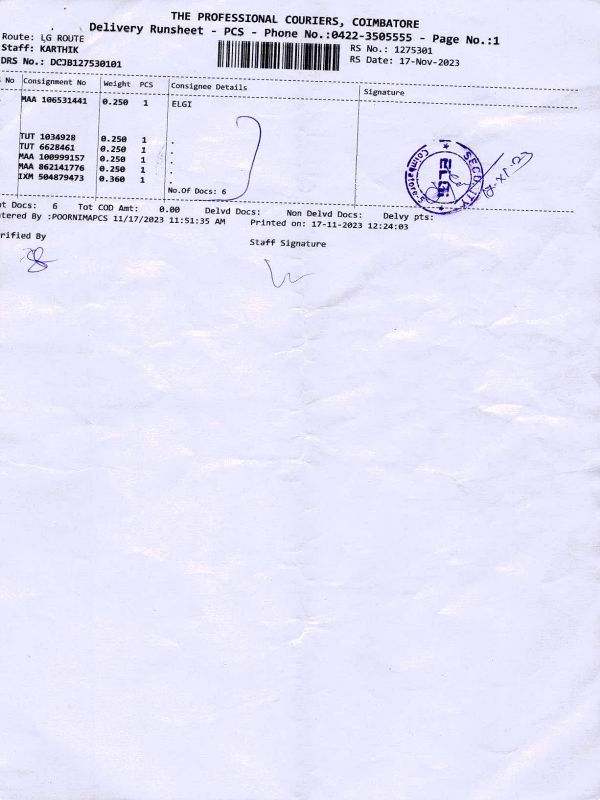 THE PROFESSIONAL COURIERS, COIMBATORE
Delivery Runsheet - PCS - Phone No.:0422-3505555 - Page No.:1
Route: LG ROUTE
RS No.: 1275301
Staff: KARTHIK
RS Date: 17-Nov-2023
DRS No.: DCJB127530101
No Consignment No Weight PCS Consignee Details Signature
MAA 106531441 0.250 1 ELGI
TUT 1034928 0.250 1 .
TUT 6628461 0.250 1 .
MAA 100999157 0.250 1 .
MAA 862141776 0.250 1 .
IXM 504879473 0.360 1 .
No.Of Docs: 6
SECURITY
ELGi
Coimbatore-5
t Docs: 6 Tot COD Amt: 0.00 Delvd Docs: Non Delvd Docs: Delvy pts:
tered By :POORNIMAPCS 11/17/2023 11:51:35 AM Printed on: 17-11-2023 12:24:03
rified By
Staff Signature